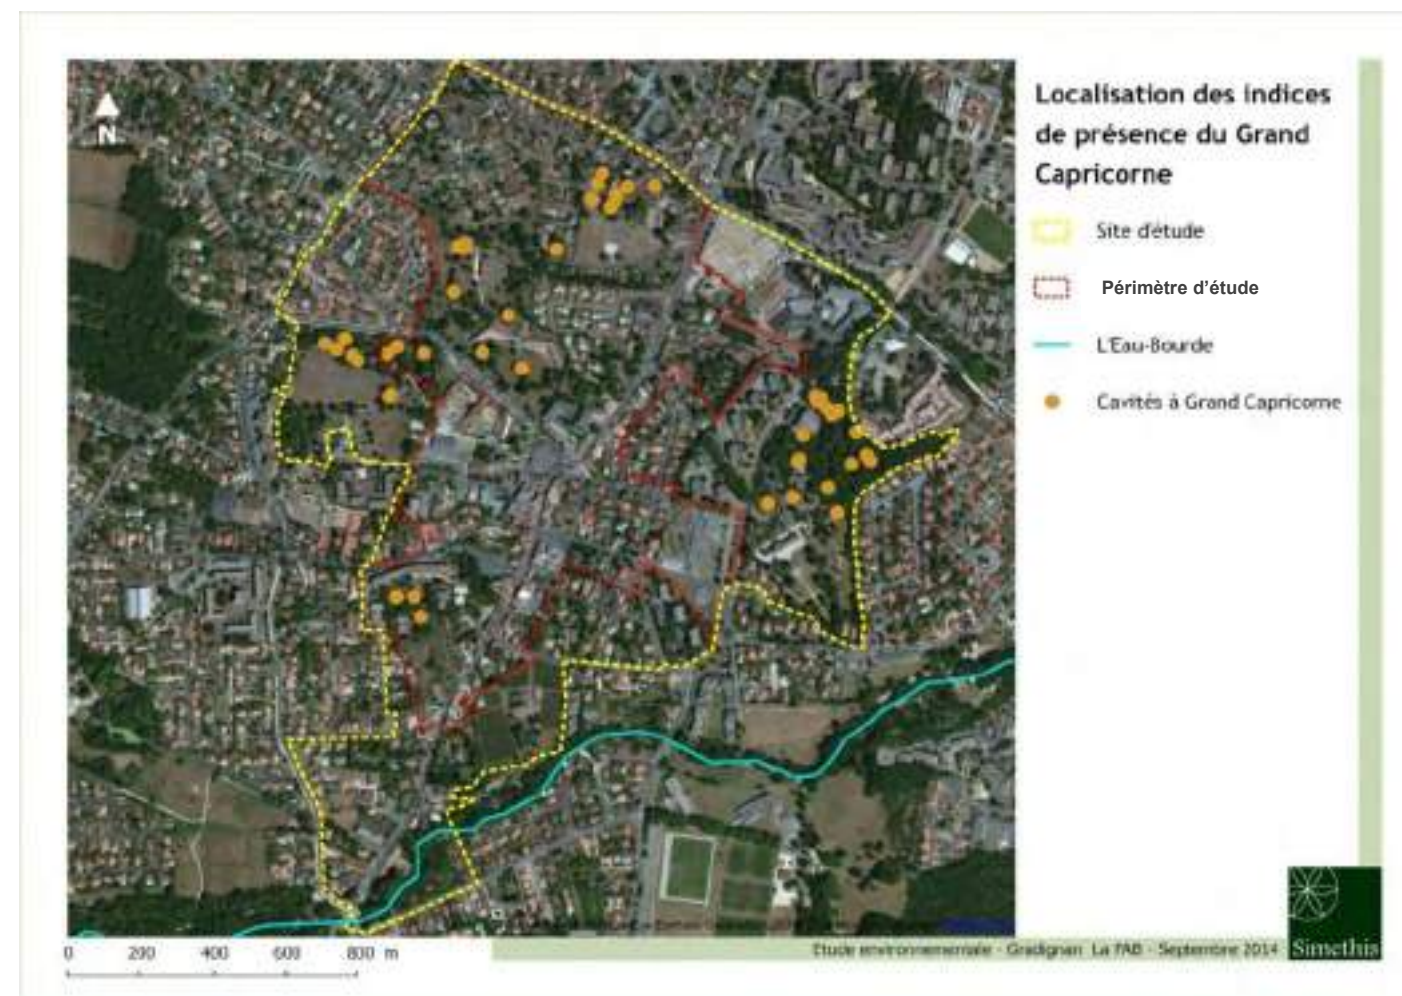 Localisation des indices
de présence du Grand
Capricorne
N
Site d'étude
Périmètre d'étude
L'Eau-Bourde
Cavités à Grand Capricorne
0 200 400 600 800 m
Etude environnementale - Gradignan La FAB - Septembre 2014
Simethis